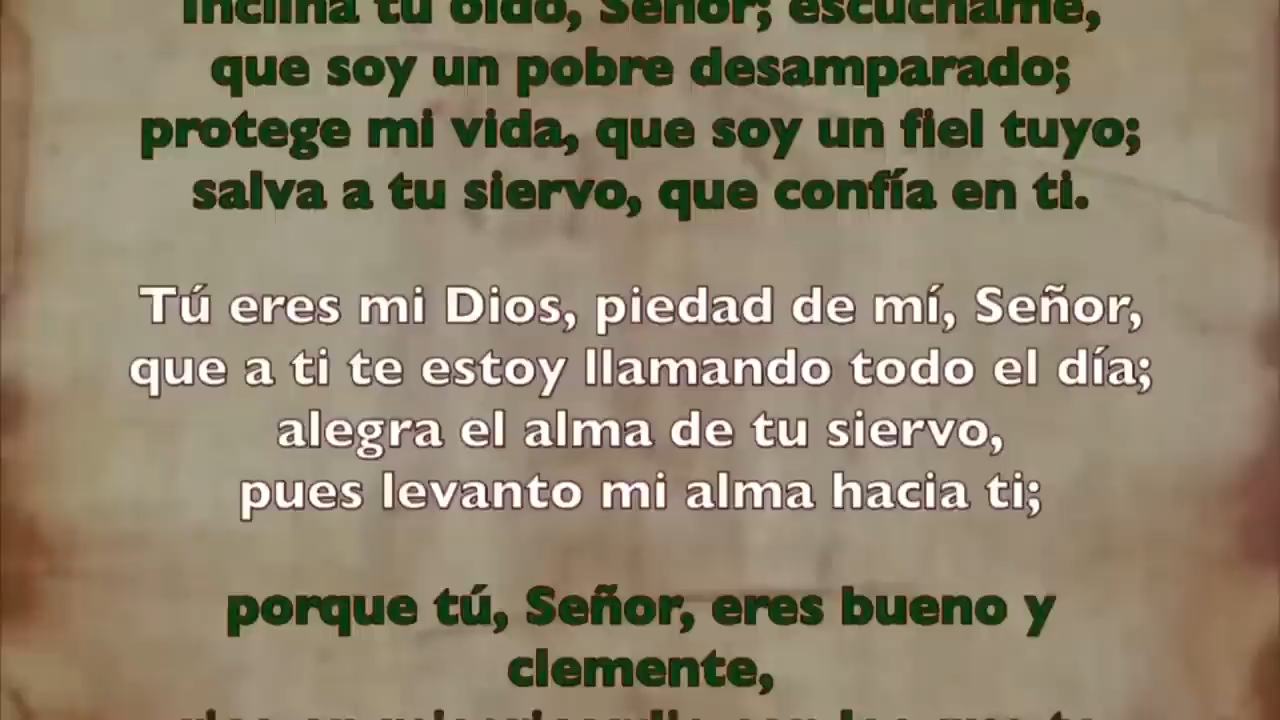 Inclina tu oído, Señor; escúchame,
que soy un pobre desamparado;
protege mi vida, que soy un fiel tuyo;
salva a tu siervo, que confía en ti.
Tú eres mi Dios, piedad de mí, Señor,
que a ti te estoy llamando todo el día;
alegra el alma de tu siervo,
pues levanto mi alma hacia ti;
porque tú, Señor, eres bueno y
clemente,